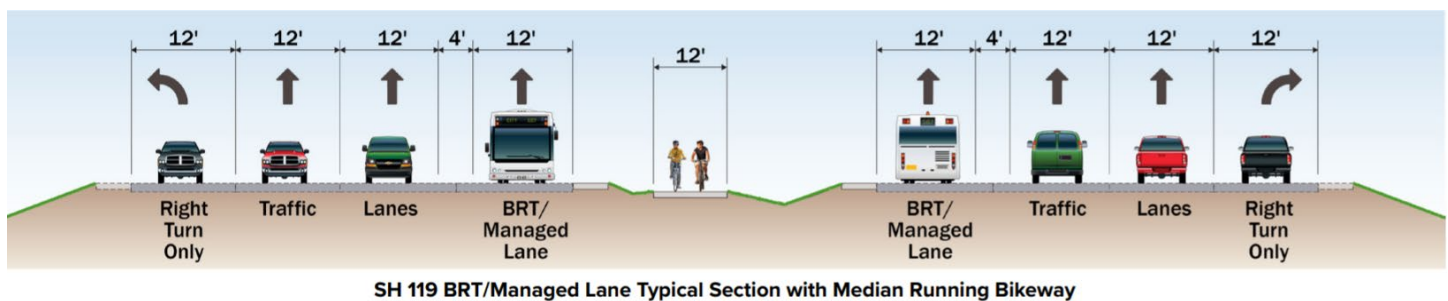 12' 12' 12' 4' 12' 12' 12' 4' 12' 12' 12'
Right Turn Only
Traffic
Lanes
BRT/ Managed Lane
BRT/ Managed Lane
Traffic
Lanes
Right Turn Only
SH 119 BRT/Managed Lane Typical Section with Median Running Bikeway